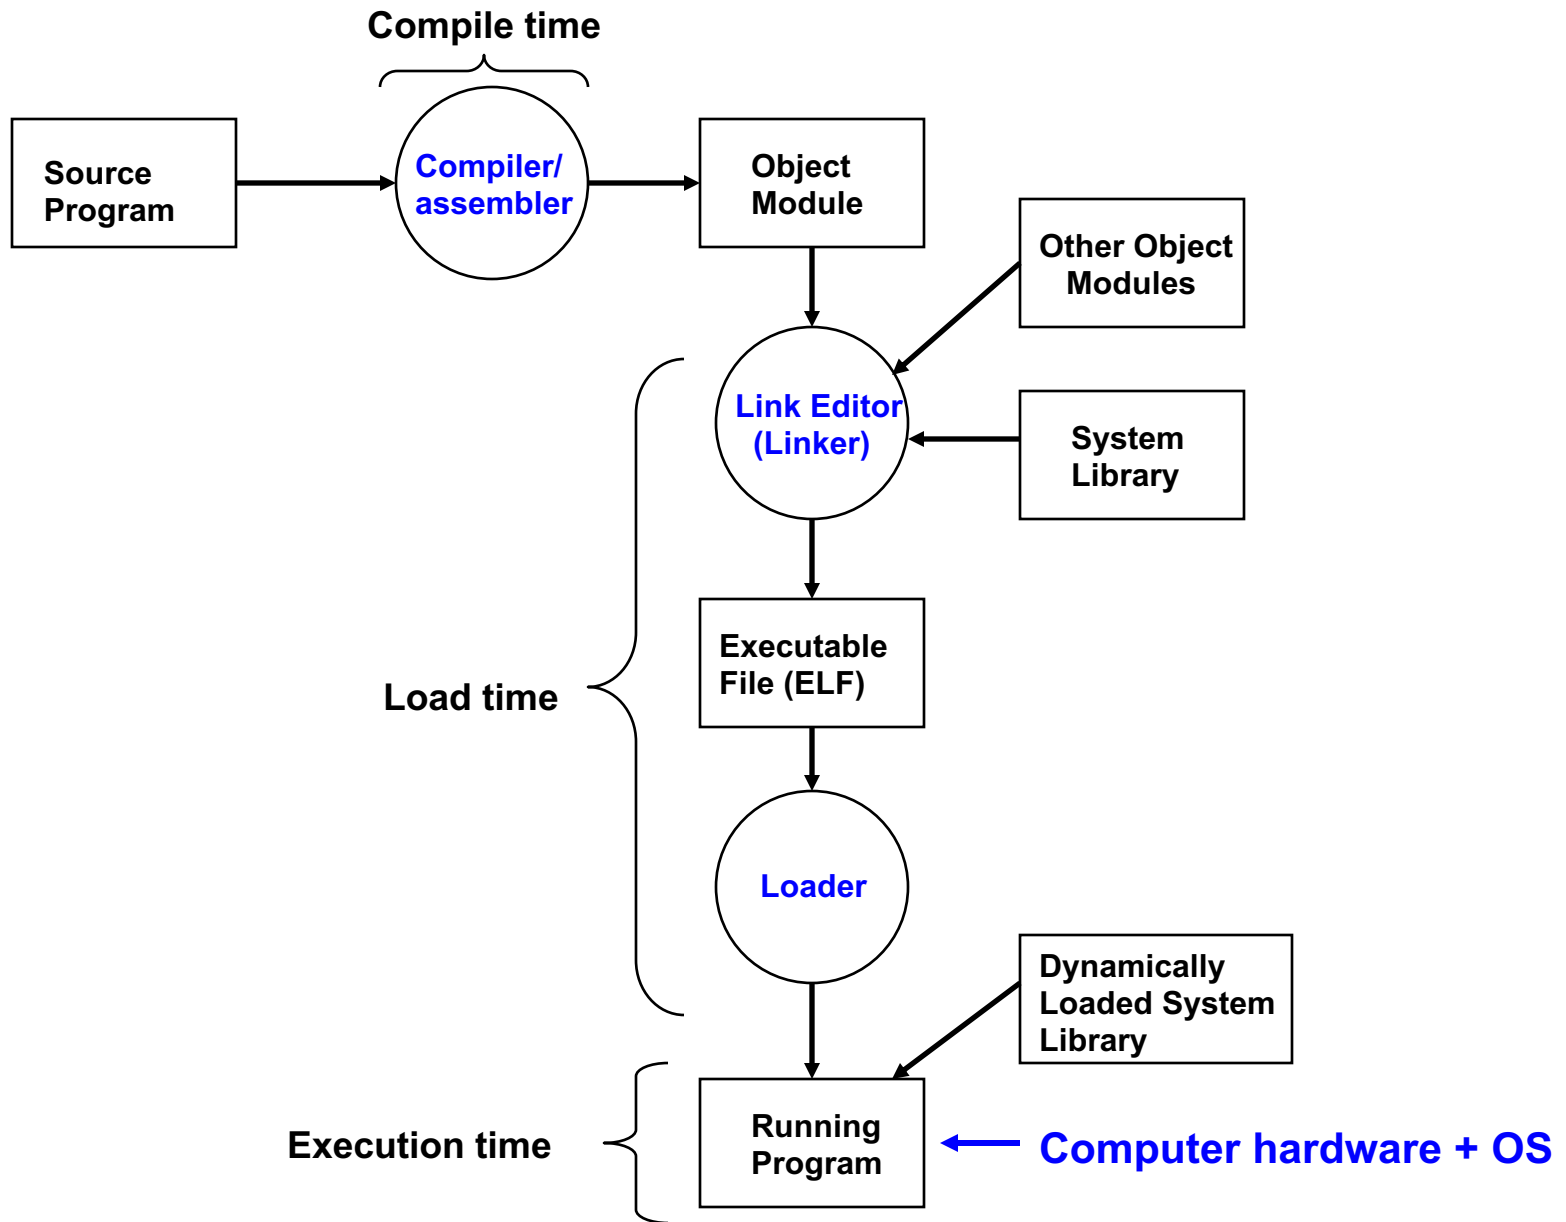 Compile time
Source
Program
Compiler/
assembler
Object
Module
Other Object
Modules
Link Editor
(Linker)
System
Library
Executable
File (ELF)
Load time
Loader
Dynamically
Loaded System
Library
Execution time
Running
Program
Computer hardware + OS